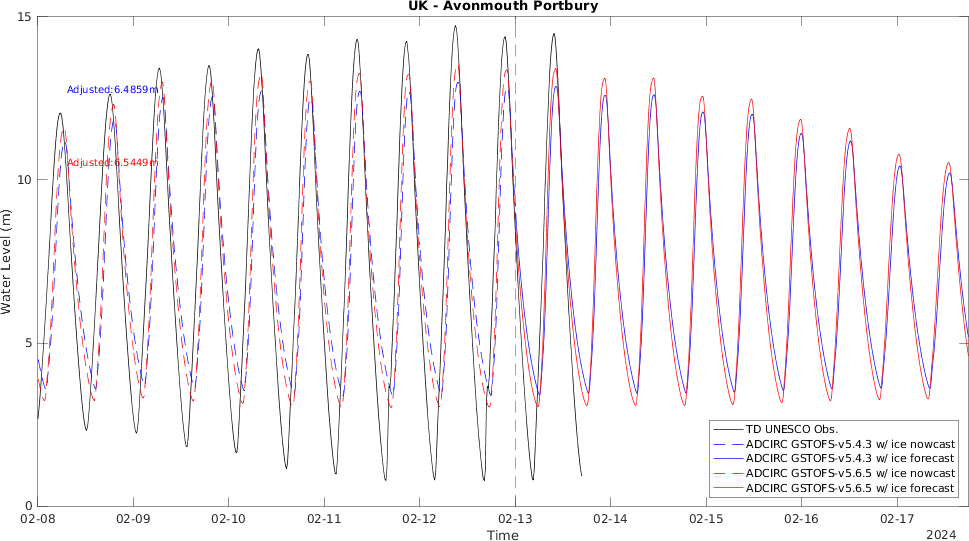 UK - Avonmouth Portbury
15
Adjusted:6.4859m
Adjusted:6.5449m
10
Water Level (m)
5
0
TD UNESCO Obs.
ADCIRC GSTOFS-v5.4.3 w/ ice nowcast
ADCIRC GSTOFS-v5.4.3 w/ ice forecast
ADCIRC GSTOFS-v5.6.5 w/ ice nowcast
ADCIRC GSTOFS-v5.6.5 w/ ice forecast
02-08 02-09 02-10 02-11 02-12 02-13 02-14 02-15 02-16 02-17
Time
2024